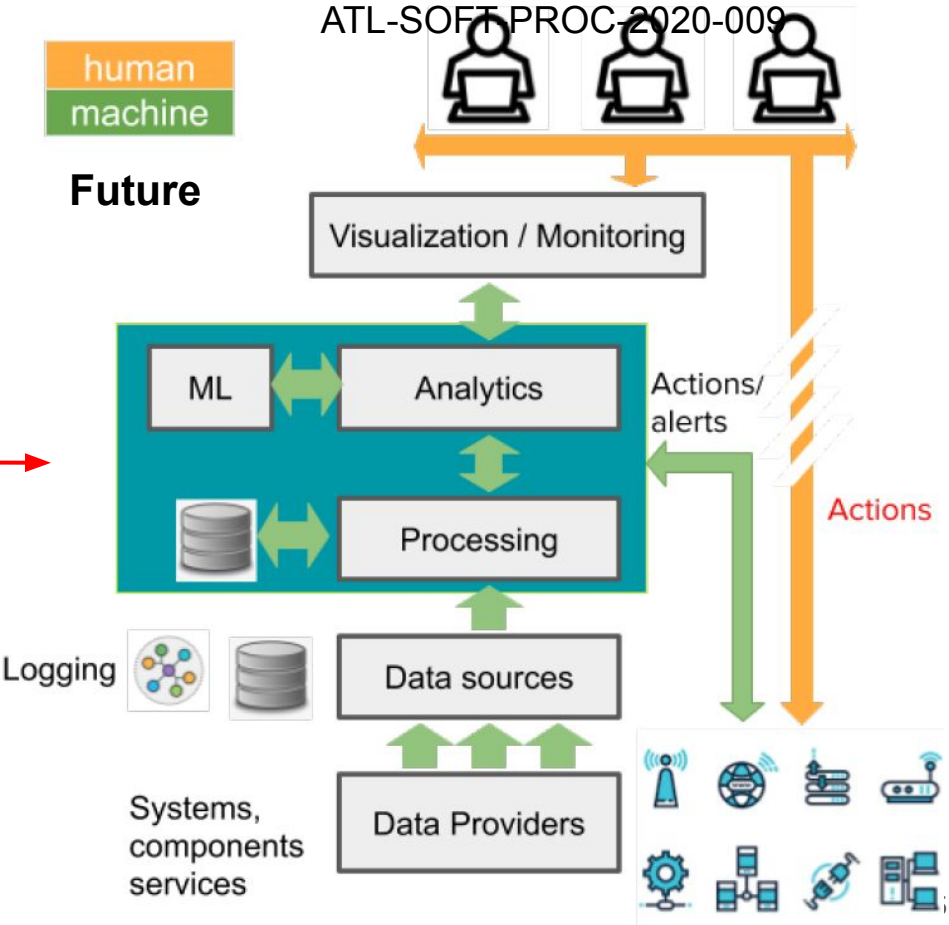 ATL-SOFT-PROC-2020-009
human
machine
Future
Visualization / Monitoring
ML
Analytics
Actions/
alerts
Processing
Actions
Logging
Data sources
Systems,
components
services
Data Providers